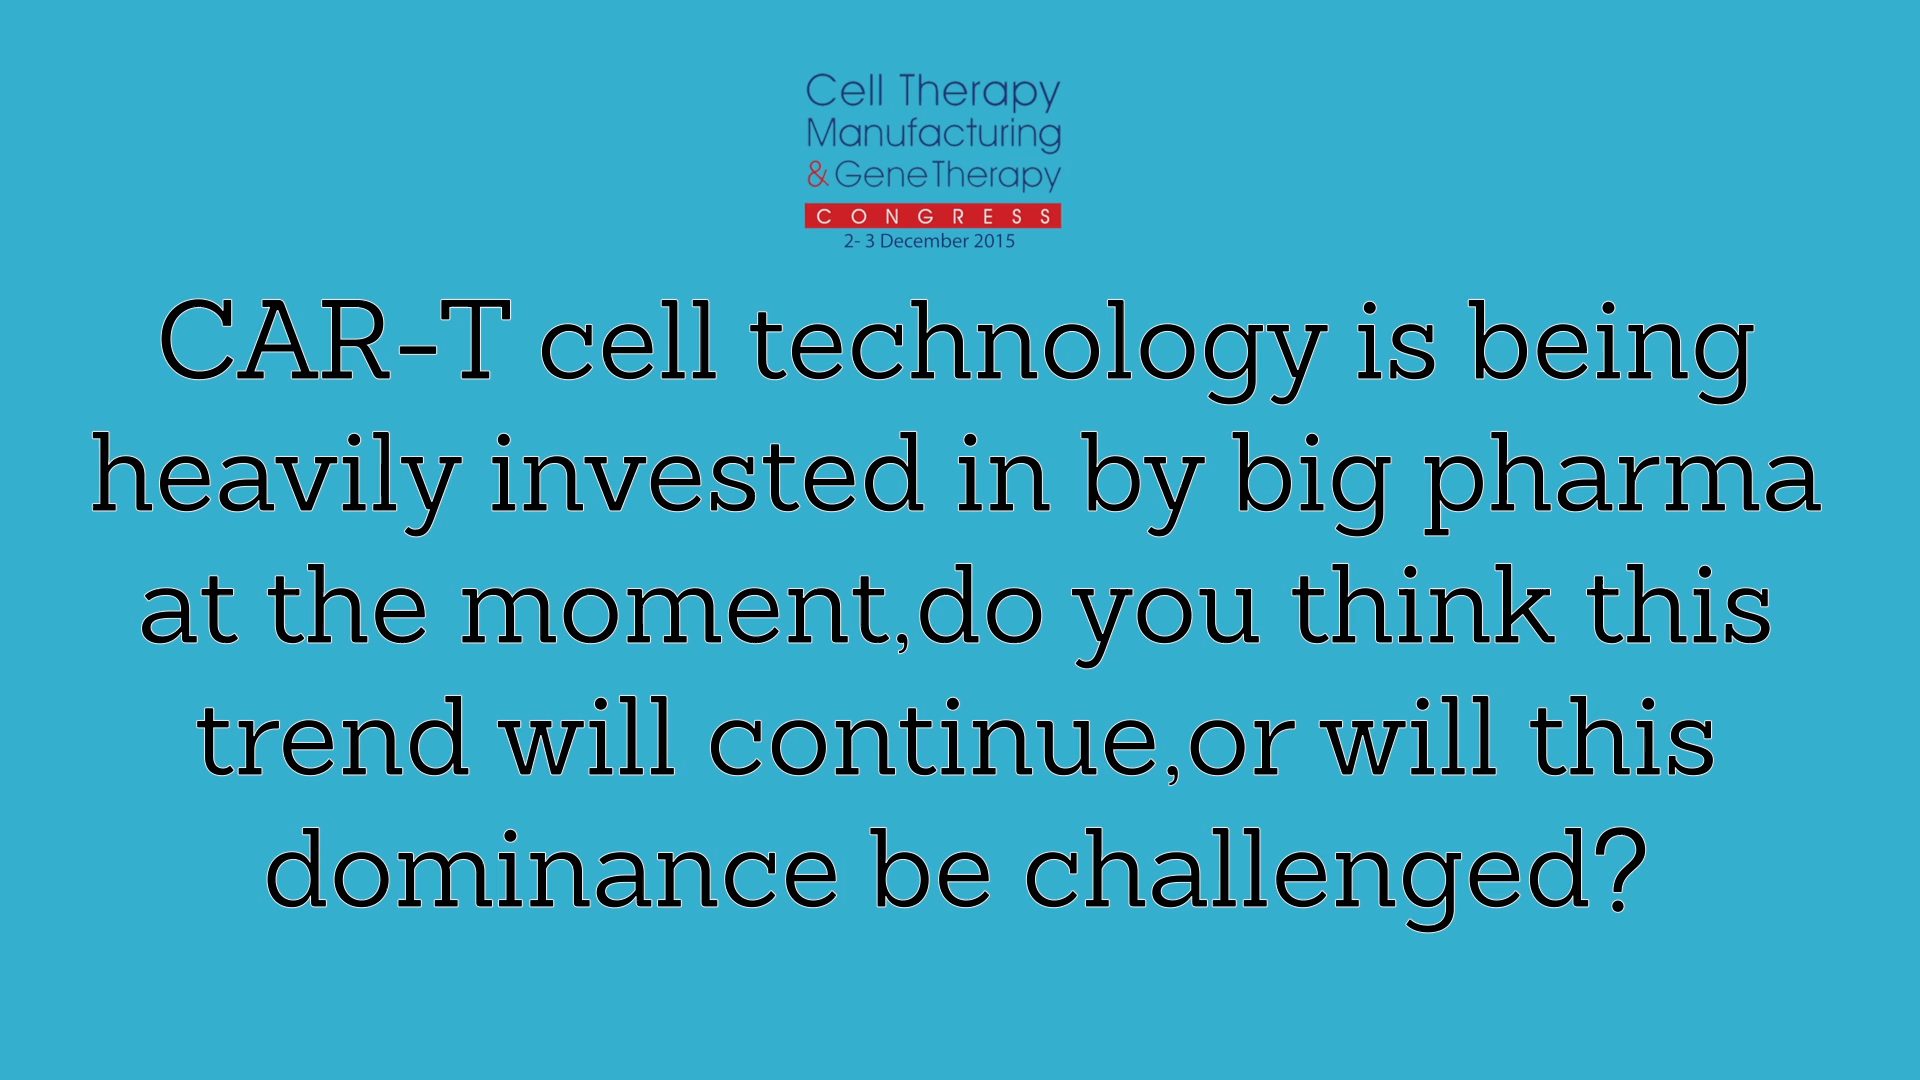 Cell Therapy
Manufacturing
& Gene Therapy
CONGRESS
2- 3 December 2015
CAR-T cell technology is being
heavily invested in by big pharma
at the moment,do you think this
trend will continue,or will this
dominance be challenged?